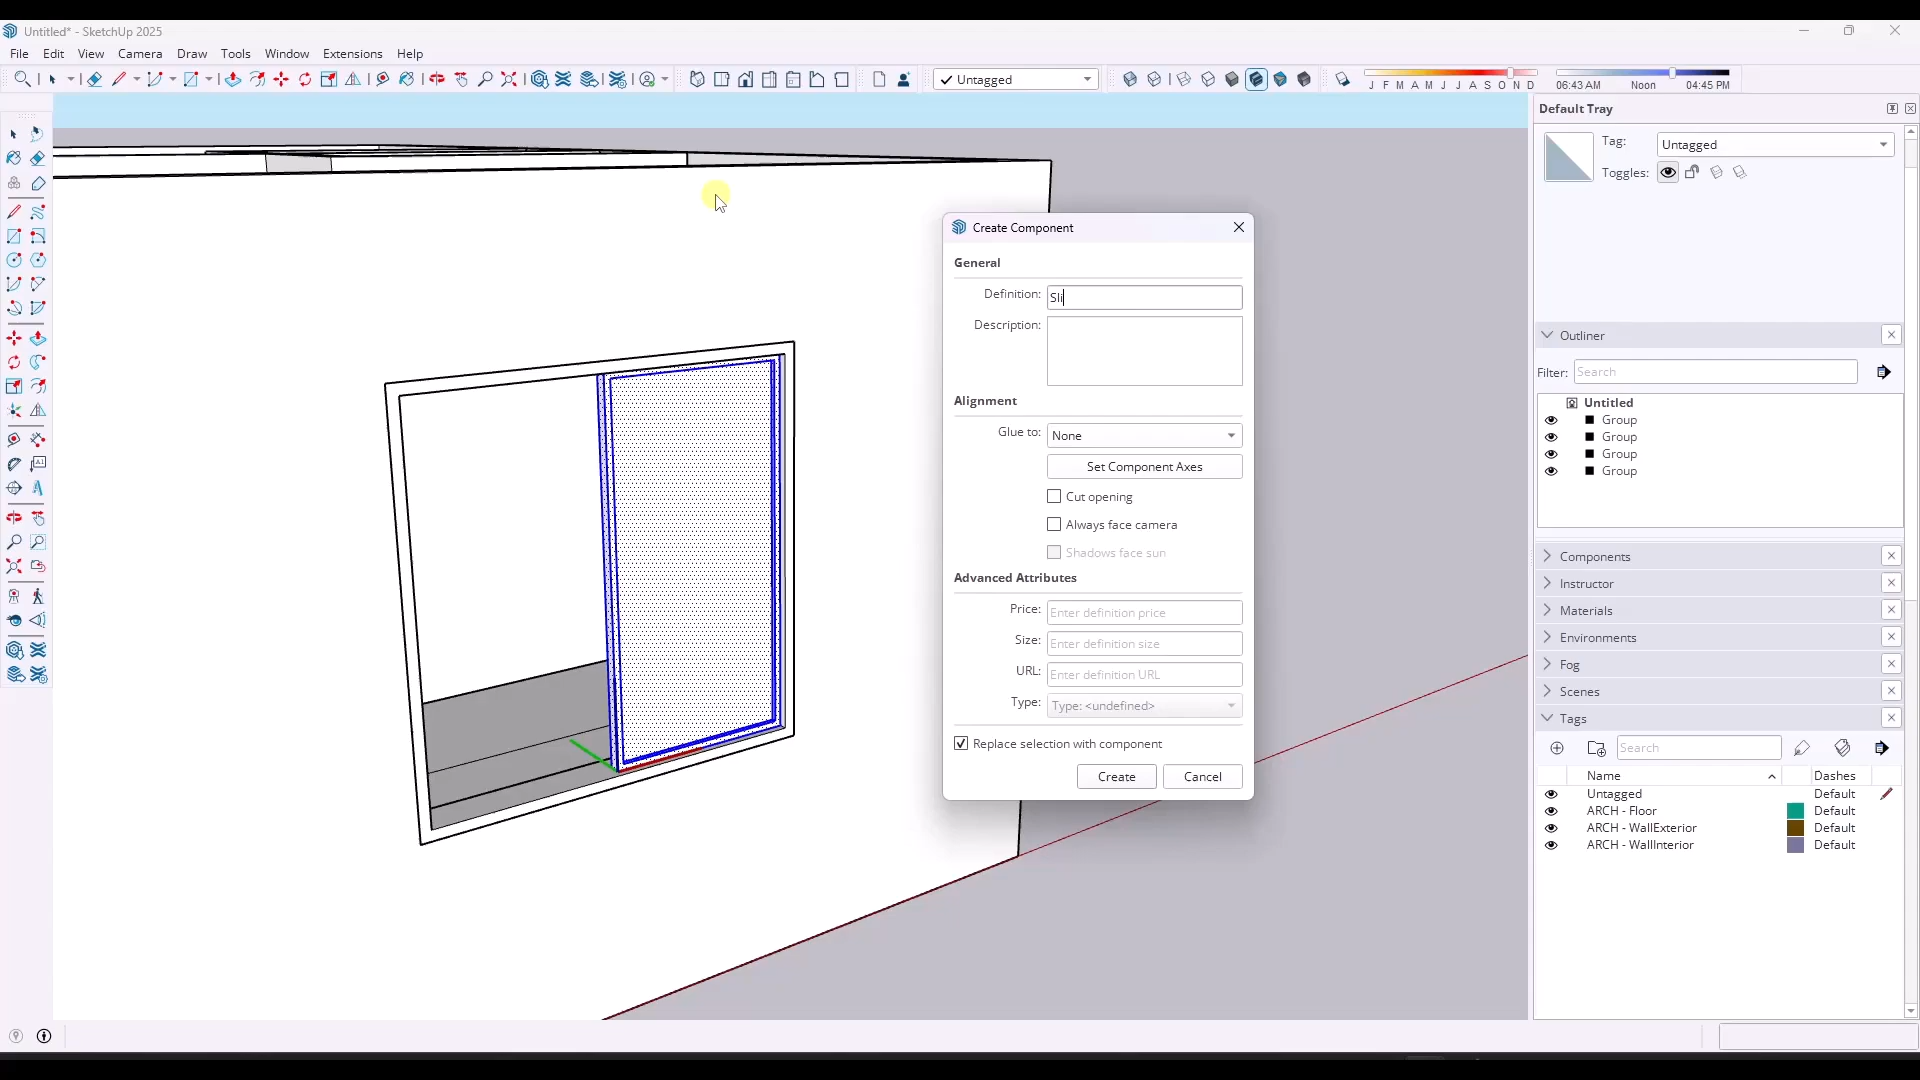 Untitled* - SketchUp 2025
File Edit View Camera Draw Tools Window Extensions Help
Untagged
J F M A M J J A S O N D
06:43 AM Noon 04:45 PM
Default Tray
Tag: Untagged
Toggles:
Outliner
Filter: Search
Untitled
Group
Group
Group
Group
Components
Instructor
Materials
Environments
Fog
Scenes
Tags
Search
Name Dashes
Untagged Default
ARCH - Floor Default
ARCH - WallExterior Default
ARCH - WallInterior Default
Create Component
General
Definition: Sli
Description:
Alignment
Glue to: None
Set Component Axes
Cut opening
Always face camera
Shadows face sun
Advanced Attributes
Price: Enter definition price
Size: Enter definition size
URL: Enter definition URL
Type: Type: <undefined>
Replace selection with component
Create Cancel